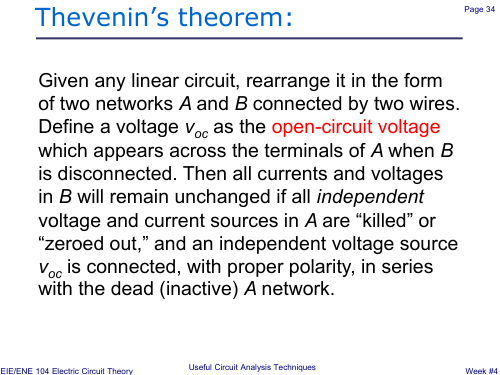 Thevenin’s theorem:
Page 34
Given any linear circuit, rearrange it in the form
of two networks A and B connected by two wires.
Define a voltage voc as the open-circuit voltage
which appears across the terminals of A when B
is disconnected. Then all currents and voltages
in B will remain unchanged if all independent
voltage and current sources in A are “killed” or
“zeroed out,” and an independent voltage source
voc is connected, with proper polarity, in series
with the dead (inactive) A network.
EIE/ENE 104 Electric Circuit Theory
Useful Circuit Analysis Techniques
Week #4